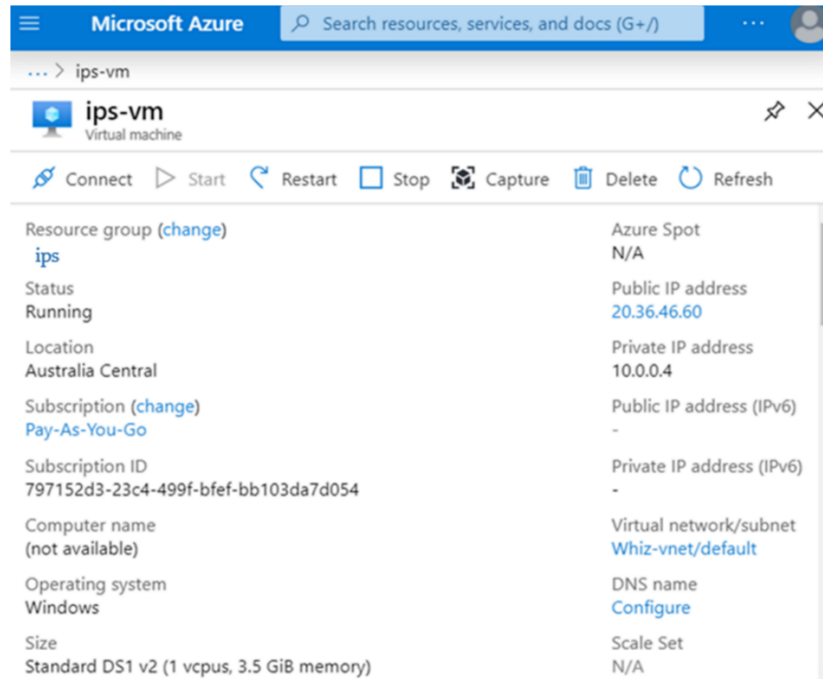 Microsoft Azure
Search resources, services, and docs (G+/)
...
... > ips-vm
ips-vm
Virtual machine
Connect
Start
Restart
Stop
Capture
Delete
Refresh
Resource group (change)
ips
Status
Running
Location
Australia Central
Subscription (change)
Pay-As-You-Go
Subscription ID
797152d3-23c4-499f-bfef-bb103da7d054
Computer name
(not available)
Operating system
Windows
Size
Standard DS1 v2 (1 vcpus, 3.5 GiB memory)
Azure Spot
N/A
Public IP address
20.36.46.60
Private IP address
10.0.0.4
Public IP address (IPv6)
-
Private IP address (IPv6)
-
Virtual network/subnet
Whiz-vnet/default
DNS name
Configure
Scale Set
N/A